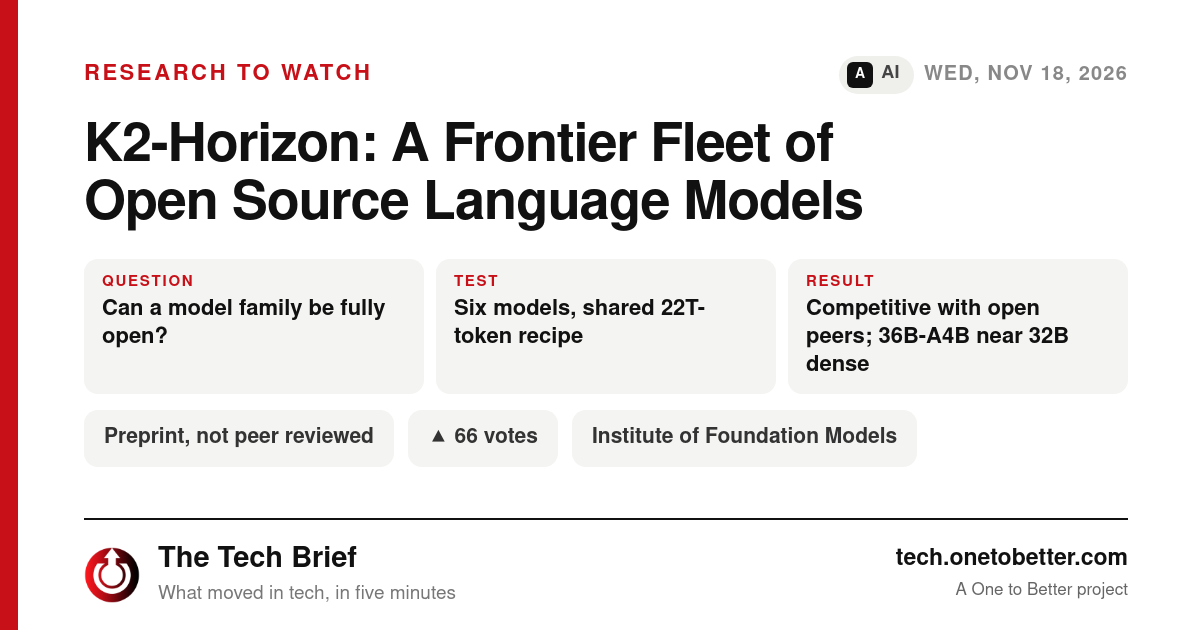 RESEARCH TO WATCH
A AI WED, NOV 18, 2026
K2-Horizon: A Frontier Fleet of
Open Source Language Models
QUESTION
Can a model family be fully
open?
TEST
Six models, shared 22T-
token recipe
RESULT
Competitive with open
peers; 36B-A4B near 32B
dense
Preprint, not peer reviewed
▲ 66 votes
Institute of Foundation Models
The Tech Brief
What moved in tech, in five minutes
tech.onetobetter.com
A One to Better project